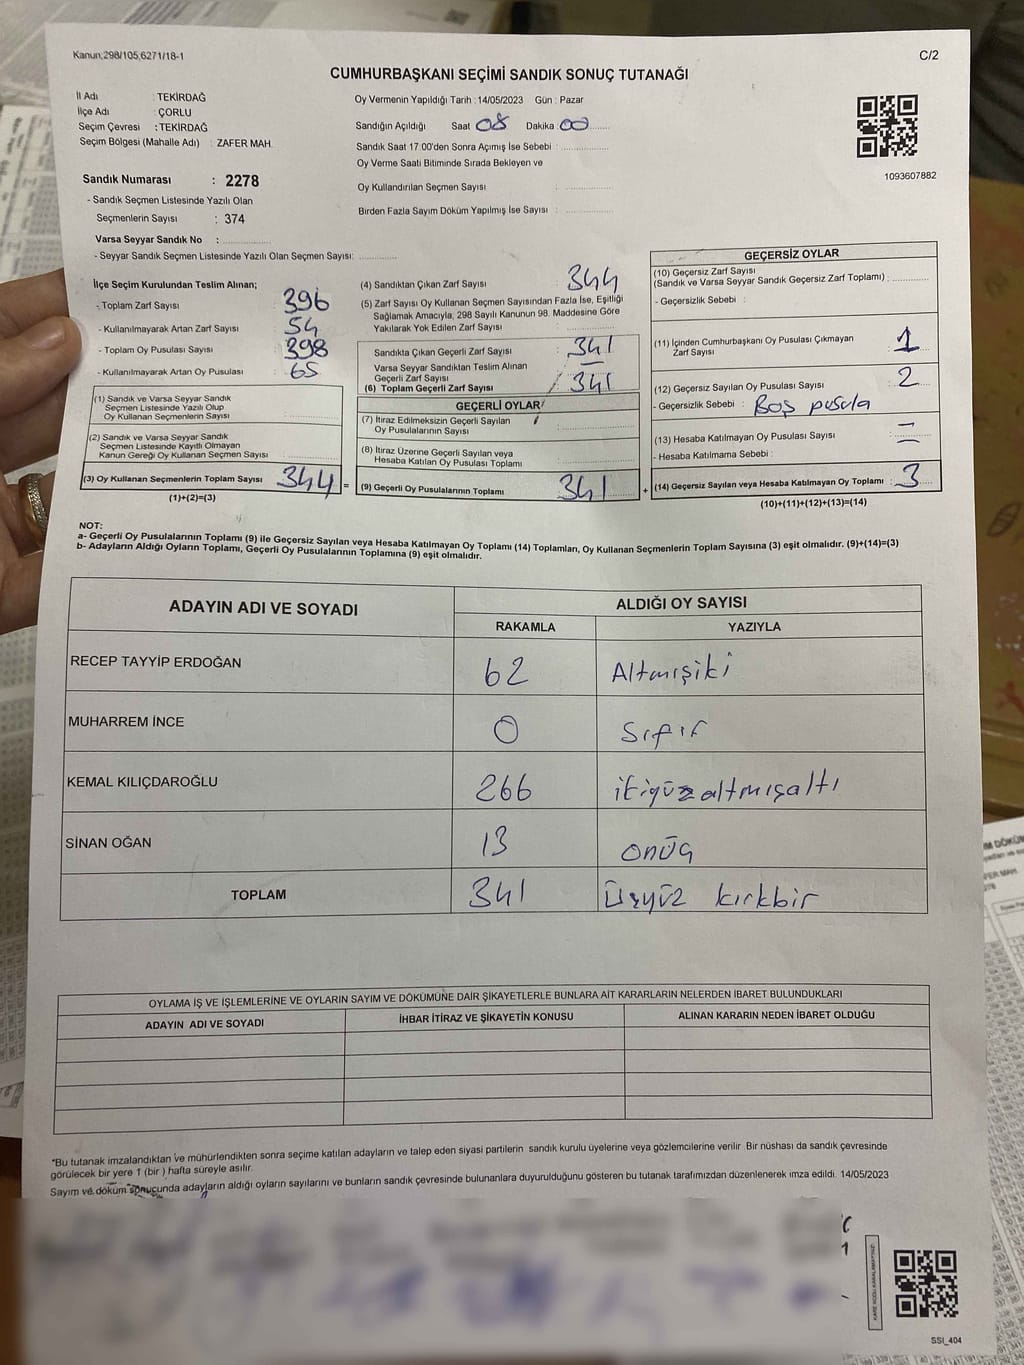 Kanun;298/105,6271/18-1
C/2
CUMHURBAŞKANI SEÇİMİ SANDIK SONUÇ TUTANAĞI
İl Adı : TEKİRDAĞ
İlçe Adı : ÇORLU
Seçim Çevresi : TEKİRDAĞ
Seçim Bölgesi (Mahalle Adı) : ZAFER MAH.
Oy Vermenin Yapıldığı Tarih : 14/05/2023 Gün : Pazar
Sandığın Açıldığı Saat 08 Dakika 00
Sandık Saat 17:00'den Sonra Açımış İse Sebebi :
Oy Verme Saati Bitiminde Sırada Bekleyen ve
Oy Kullandırılan Seçmen Sayısı :
Birden Fazla Sayım Döküm Yapılmış İse Sayısı :
1093607882
Sandık Numarası : 2278
- Sandık Seçmen Listesinde Yazılı Olan
Seçmenlerin Sayısı : 374
Varsa Seyyar Sandık No :
- Seyyar Sandık Seçmen Listesinde Yazılı Olan Seçmen Sayısı:
İlçe Seçim Kurulundan Teslim Alınan;
- Toplam Zarf Sayısı 396
- Kullanılmayarak Artan Zarf Sayısı 54
- Toplam Oy Pusulası Sayısı 398
- Kullanılmayarak Artan Oy Pusulası : 65
(1) Sandık ve Varsa Seyyar Sandık
Seçmen Listesinde Yazılı Olup
Oy Kullanan Seçmenlerin Sayısı :
(2) Sandık ve Varsa Seyyar Sandık
Seçmen Listesinde Kayıtlı Olmayan
Kanun Gereği Oy Kullanan Seçmen Sayısı :
(3) Oy Kullanan Seçmenlerin Toplam Sayısı : 344 =
(1)+(2)=(3)
(4) Sandıktan Çıkan Zarf Sayısı : 344
(5) Zarf Sayısı Oy Kullanan Seçmen Sayısından Fazla İse, Eşitliği
Sağlamak Amacıyla, 298 Sayılı Kanunun 98. Maddesine Göre
Yakılarak Yok Edilen Zarf Sayısı :
Sandıkta Çıkan Geçerli Zarf Sayısı : 341
Varsa Seyyar Sandıktan Teslim Alınan
Geçerli Zarf Sayısı :
(6) Toplam Geçerli Zarf Sayısı : 341
GEÇERLİ OYLAR
(7) İtiraz Edilmeksizin Geçerli Sayılan
Oy Pusulalarının Sayısı :
(8) İtiraz Üzerine Geçerli Sayılan veya
Hesaba Katılan Oy Pusulası Toplamı :
(9) Geçerli Oy Pusulalarının Toplamı : 341 +
GEÇERSİZ OYLAR
(10) Geçersiz Zarf Sayısı
(Sandık ve Varsa Seyyar Sandık Geçersiz Zarf Toplamı) :
- Geçersizlik Sebebi :
(11) İçinden Cumhurbaşkanı Oy Pusulası Çıkmayan
Zarf Sayısı : 1
(12) Geçersiz Sayılan Oy Pusulası Sayısı : 2
- Geçersizlik Sebebi : Boş pusula
(13) Hesaba Katılmayan Oy Pusulası Sayısı :
- Hesaba Katılmama Sebebi :
(14) Geçersiz Sayılan veya Hesaba Katılmayan Oy Toplamı : 3
(10)+(11)+(12)+(13)=(14)
NOT:
a- Geçerli Oy Pusulalarının Toplamı (9) ile Geçersiz Sayılan veya Hesaba Katılmayan Oy Toplamı (14) Toplamları, Oy Kullanan Seçmenlerin Toplam Sayısına (3) eşit olmalıdır. (9)+(14)=(3)
b- Adayların Aldığı Oyların Toplamı, Geçerli Oy Pusulalarının Toplamına (9) eşit olmalıdır.
ADAYIN ADI VE SOYADI
ALDIĞI OY SAYISI
RAKAMLA YAZIYLA
RECEP TAYYİP ERDOĞAN 62 Altmışiki
MUHARREM İNCE 0 Sıfır
KEMAL KILIÇDAROĞLU 266 ikiyüzaltmışaltı
SİNAN OĞAN 13 onüç
TOPLAM 341 Üçyüz kırkbir
OYLAMA İŞ VE İŞLEMLERİNE VE OYLARIN SAYIM VE DÖKÜMÜNE DAİR ŞİKAYETLERLE BUNLARA AİT KARARLARIN NELERDEN İBARET BULUNDUKLARI
ADAYIN ADI VE SOYADI İHBAR İTİRAZ VE ŞİKAYETİN KONUSU ALINAN KARARIN NEDEN İBARET OLDUĞU
*Bu tutanak imzalandıktan ve mühürlendikten sonra seçime katılan adayların ve talep eden siyasi partilerin sandık kurulu üyelerine veya gözlemcilerine verilir. Bir nüshası da sandık çevresinde
görülecek bir yere 1 (bir ) hafta süreyle asılır.
Sayım ve döküm sonucunda adayların aldığı oyların sayılarını ve bunların sandık çevresinde bulunanlara duyurulduğunu gösteren bu tutanak tarafımızdan düzenlenerek imza edildi. 14/05/2023
SSI_404